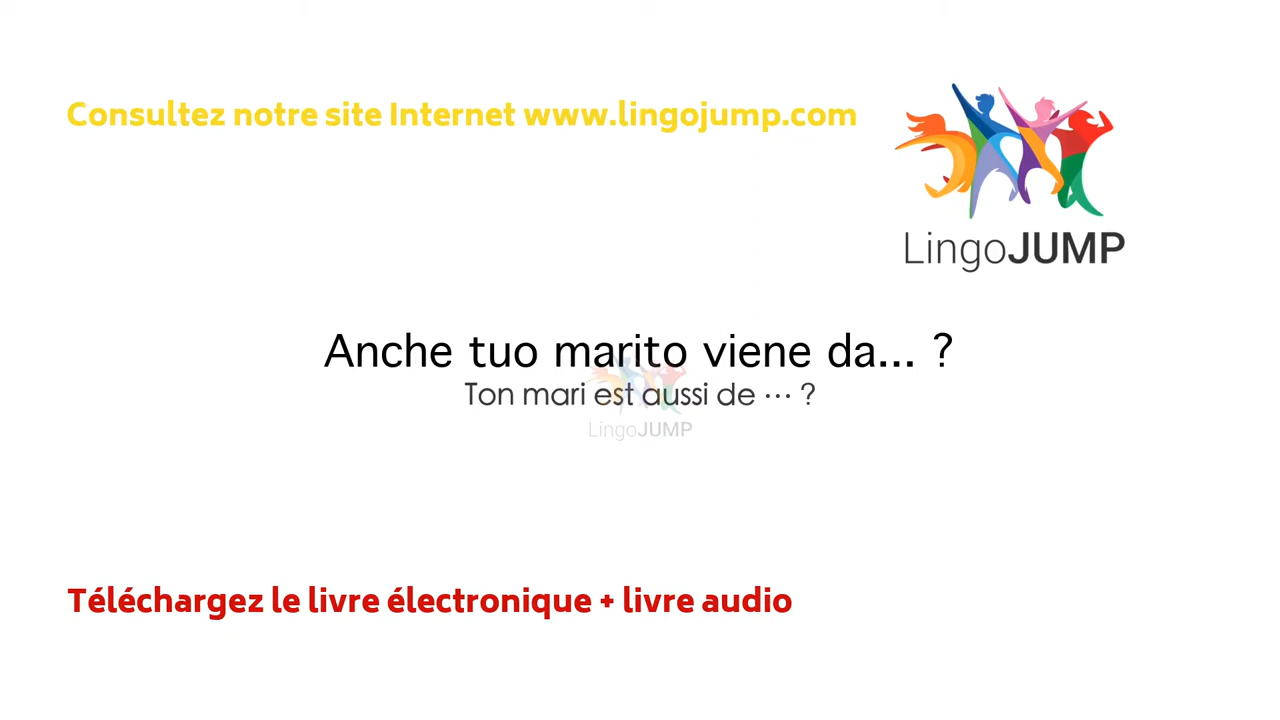 Consultez notre site Internet www.lingojump.com
LingoJUMP
Anche tuo marito viene da... ?
Ton mari est aussi de ··· ?
LingoJUMP
Téléchargez le livre électronique + livre audio